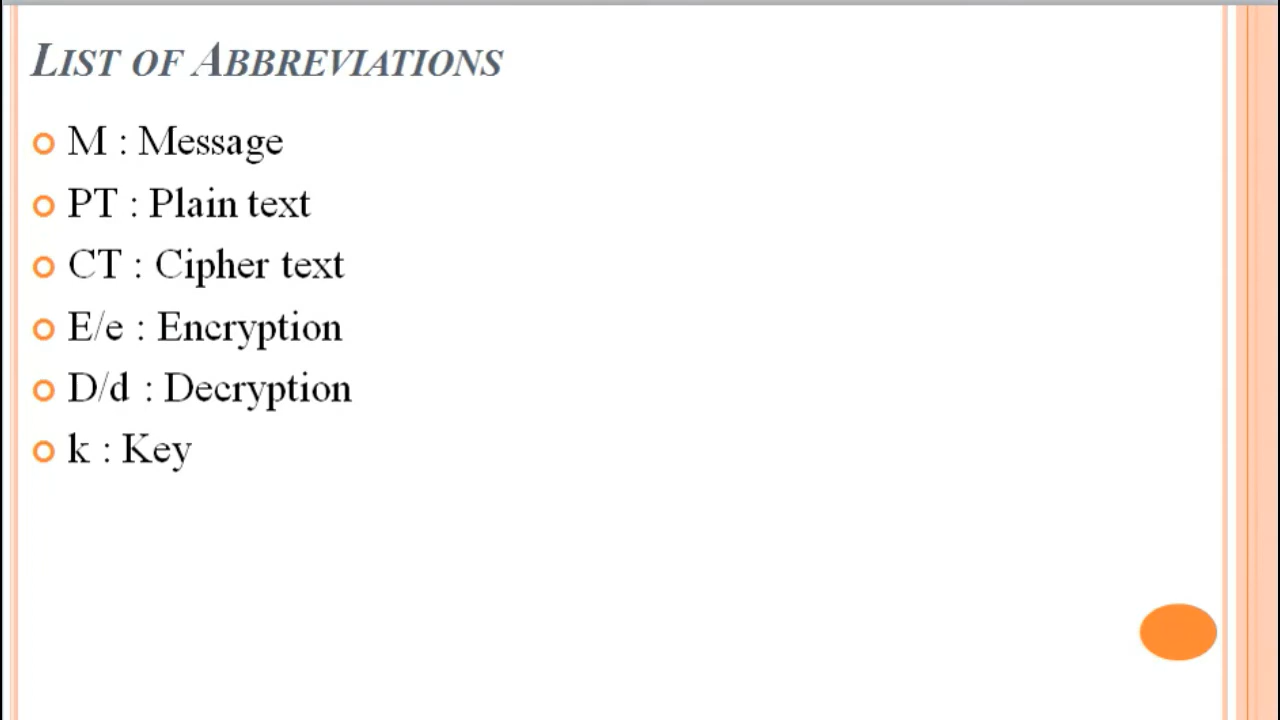 LIST OF ABBREVIATIONS
M : Message
PT : Plain text
CT : Cipher text
E/e : Encryption
D/d : Decryption
k : Key